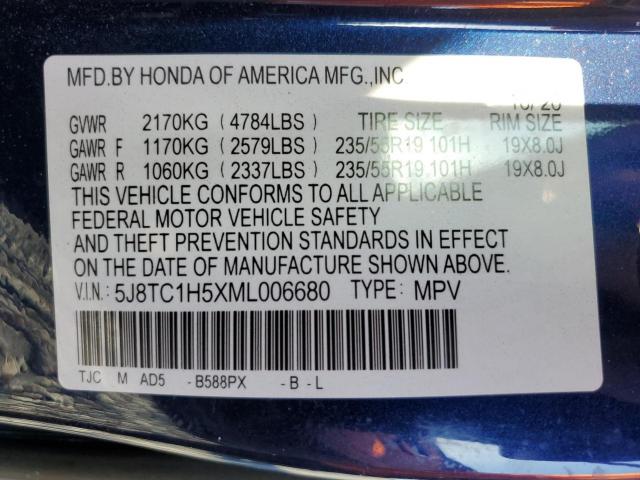 MFD.BY HONDA OF AMERICA MFG.,INC
10/20
GVWR 2170KG (4784LBS) TIRE SIZE RIM SIZE
GAWR F 1170KG (2579LBS) 235/55R19 101H 19X8.0J
GAWR R 1060KG (2337LBS) 235/55R19 101H 19X8.0J
THIS VEHICLE CONFORMS TO ALL APPLICABLE
FEDERAL MOTOR VEHICLE SAFETY
AND THEFT PREVENTION STANDARDS IN EFFECT
ON THE DATE OF MANUFACTURE SHOWN ABOVE.
V.I.N.: 5J8TC1H5XML006680 TYPE: MPV
TJC M AD5 -B588PX -B-L